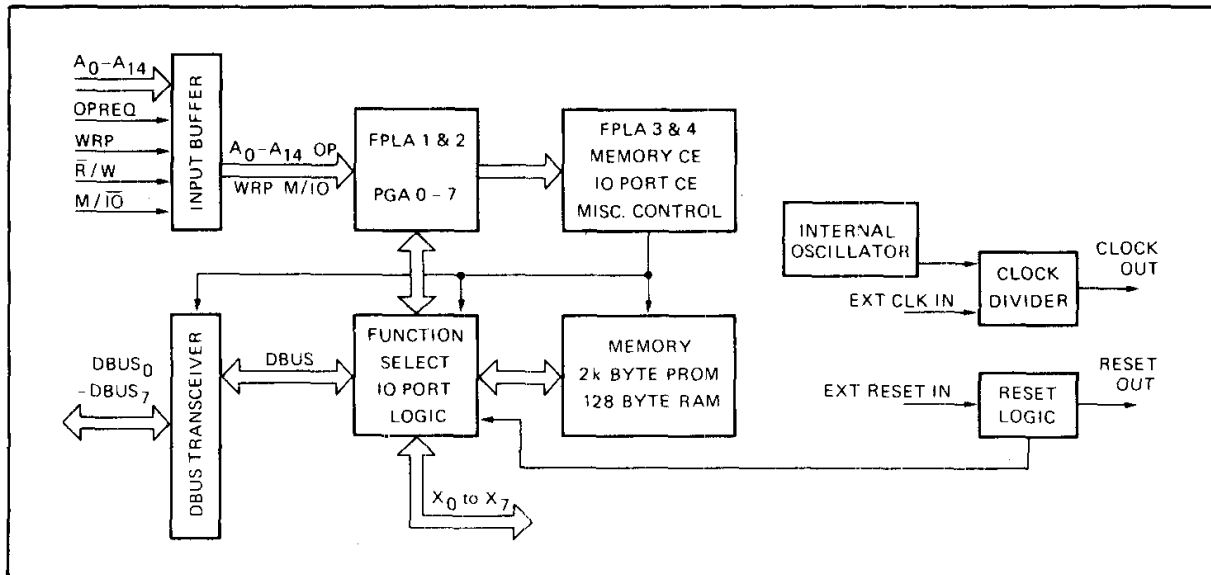 A0-A14
OPREQ
WRP
R̅/W
M/I̅O̅
INPUT BUFFER
A0-A14 OP
WRP M/IO
FPLA 1 & 2
PGA 0 - 7
FPLA 3 & 4
MEMORY CE
IO PORT CE
MISC. CONTROL
INTERNAL
OSCILLATOR
EXT CLK IN
CLOCK
DIVIDER
CLOCK
OUT
DBUS0
-DBUS7
DBUS TRANSCEIVER
DBUS
FUNCTION
SELECT
IO PORT
LOGIC
MEMORY
2k BYTE PROM
128 BYTE RAM
EXT RESET IN
RESET
LOGIC
RESET
OUT
X0 to X7